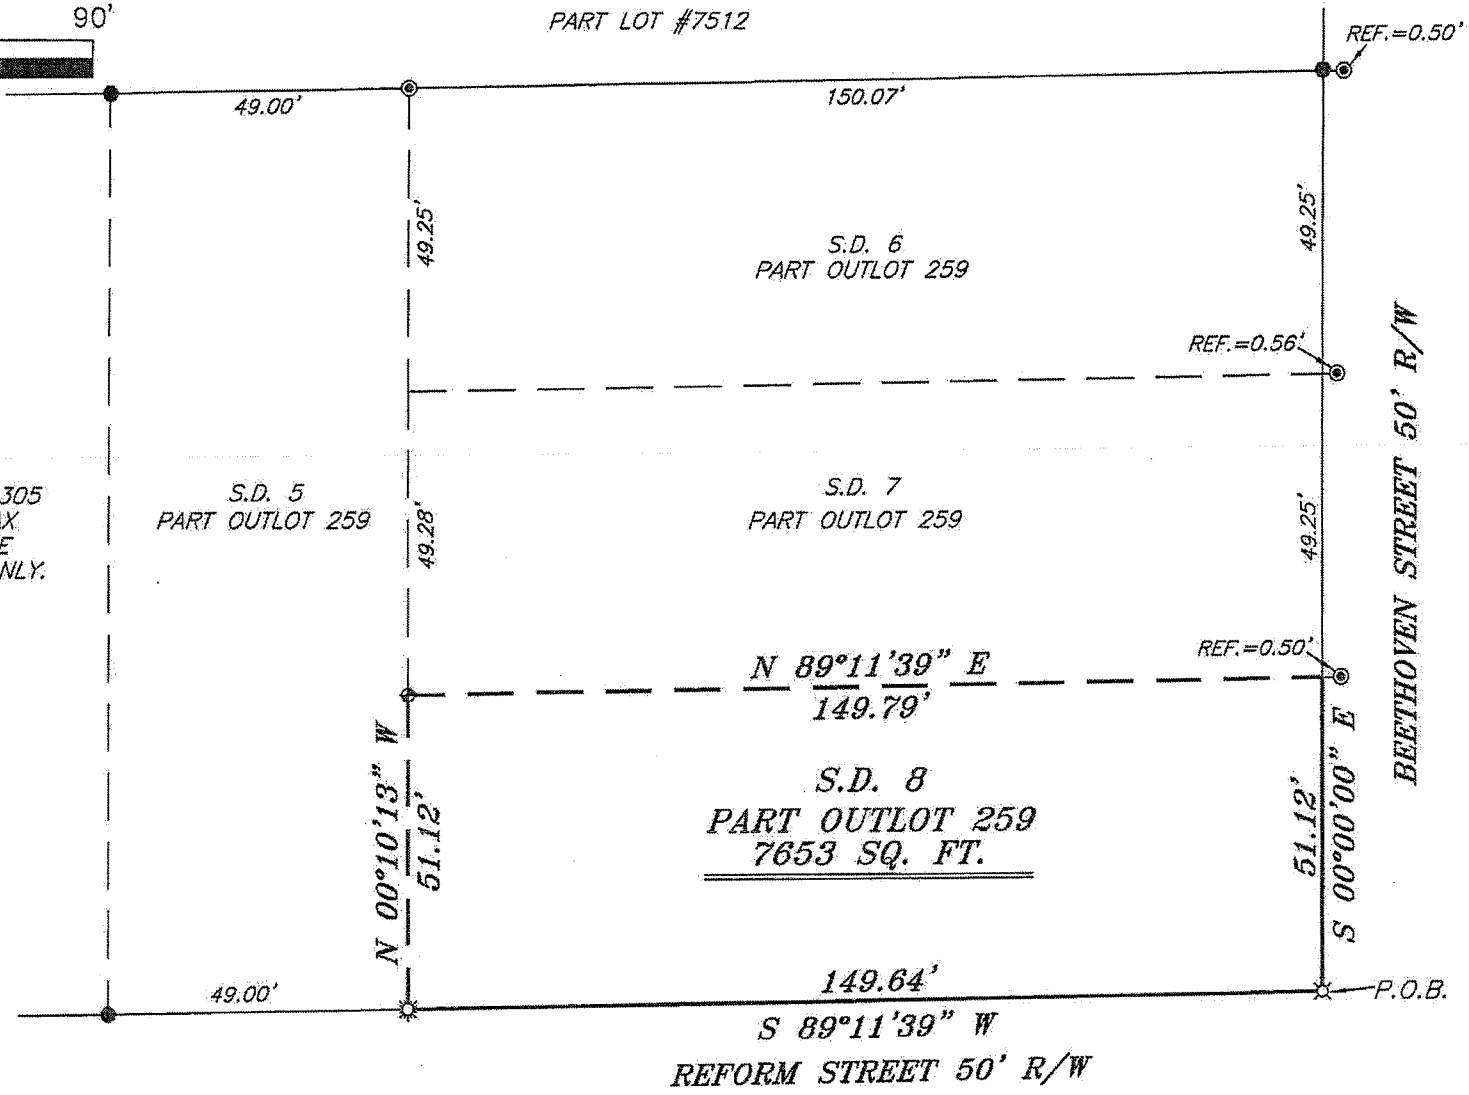 90'
PART LOT #7512
REF.=0.50'
49.00'
150.07'
49.25'
49.25'
S.D. 6
PART OUTLOT 259
REF.=0.56'
BEETHOVEN STREET 50' R/W
305
AX
E
NLY.
S.D. 5
PART OUTLOT 259
49.28'
S.D. 7
PART OUTLOT 259
49.25'
REF.=0.50'
N 89°11'39" E
149.79'
N 00°10'13" W
51.12'
S.D. 8
PART OUTLOT 259
7653 SQ. FT.
51.12'
S 00°00'00" E
49.00'
149.64'
P.O.B.
S 89°11'39" W
REFORM STREET 50' R/W